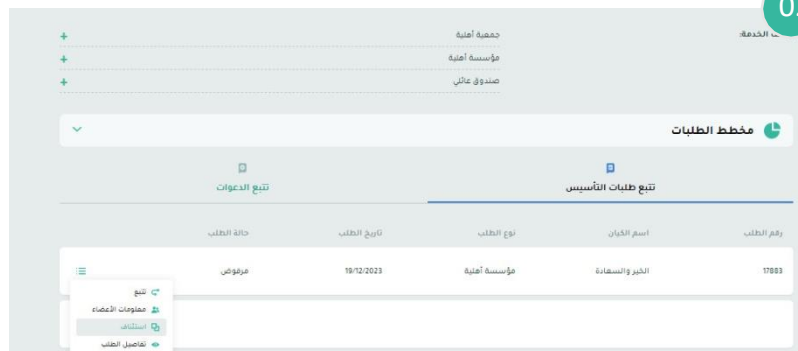 0.
الخدمة:
جمعية أهلية
+
مؤسسة أهلية
+
صندوق عائلي
+
مخطط الطلبات
تتبع طلبات التأسيس
تتبع الدعوات
رقم الطلب
اسم الكيان
نوع الطلب
تاريخ الطلب
حالة الطلب
17883
الخير والسعادة
مؤسسة أهلية
19/12/2023
مرفوض
تتبع
معلومات الأعضاء
استئناف
تفاصيل الطلب